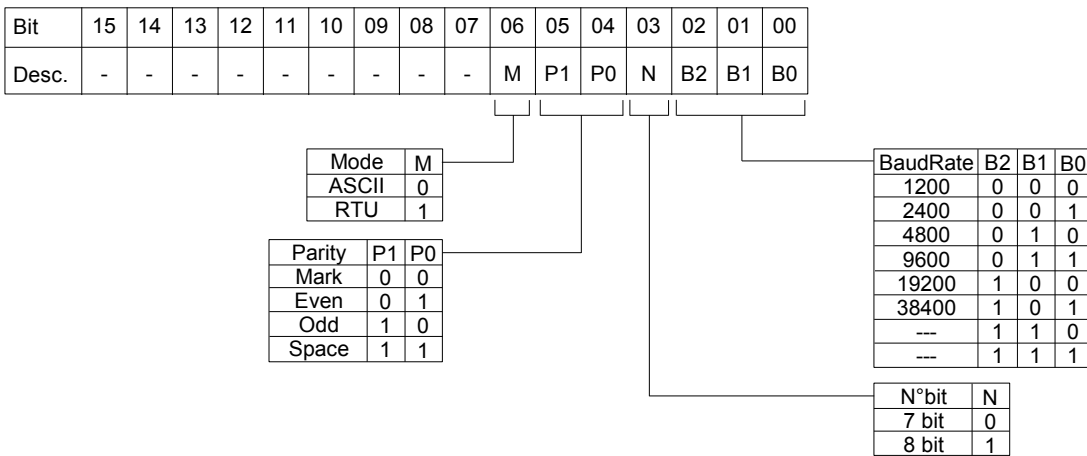 Bit 15 14 13 12 11 10 09 08 07 06 05 04 03 02 01 00
Desc. - - - - - - - - - M P1 P0 N B2 B1 B0
Mode M
ASCII 0
RTU 1
Parity P1 P0
Mark 0 0
Even 0 1
Odd 1 0
Space 1 1
BaudRate B2 B1 B0
1200 0 0 0
2400 0 0 1
4800 0 1 0
9600 0 1 1
19200 1 0 0
38400 1 0 1
--- 1 1 0
--- 1 1 1
N°bit N
7 bit 0
8 bit 1